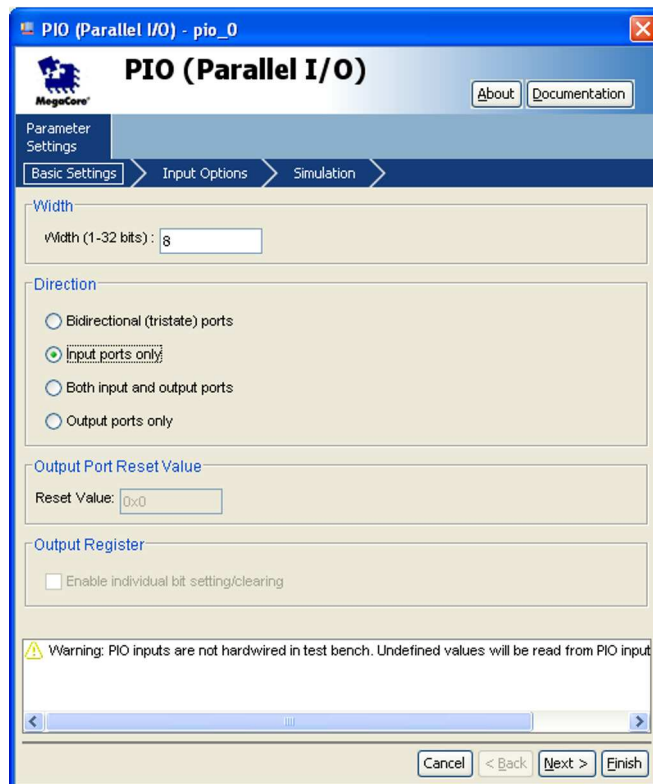 PIO (Parallel I/O) - pio_0
MegaCore®
PIO (Parallel I/O)
About
Documentation
Parameter
Settings
Basic Settings
Input Options
Simulation
Width
Width (1-32 bits) : 8
Direction
Bidirectional (tristate) ports
Input ports only
Both input and output ports
Output ports only
Output Port Reset Value
Reset Value: 0x0
Output Register
Enable individual bit setting/clearing
Warning: PIO inputs are not hardwired in test bench. Undefined values will be read from PIO input
Cancel
< Back
Next >
Finish